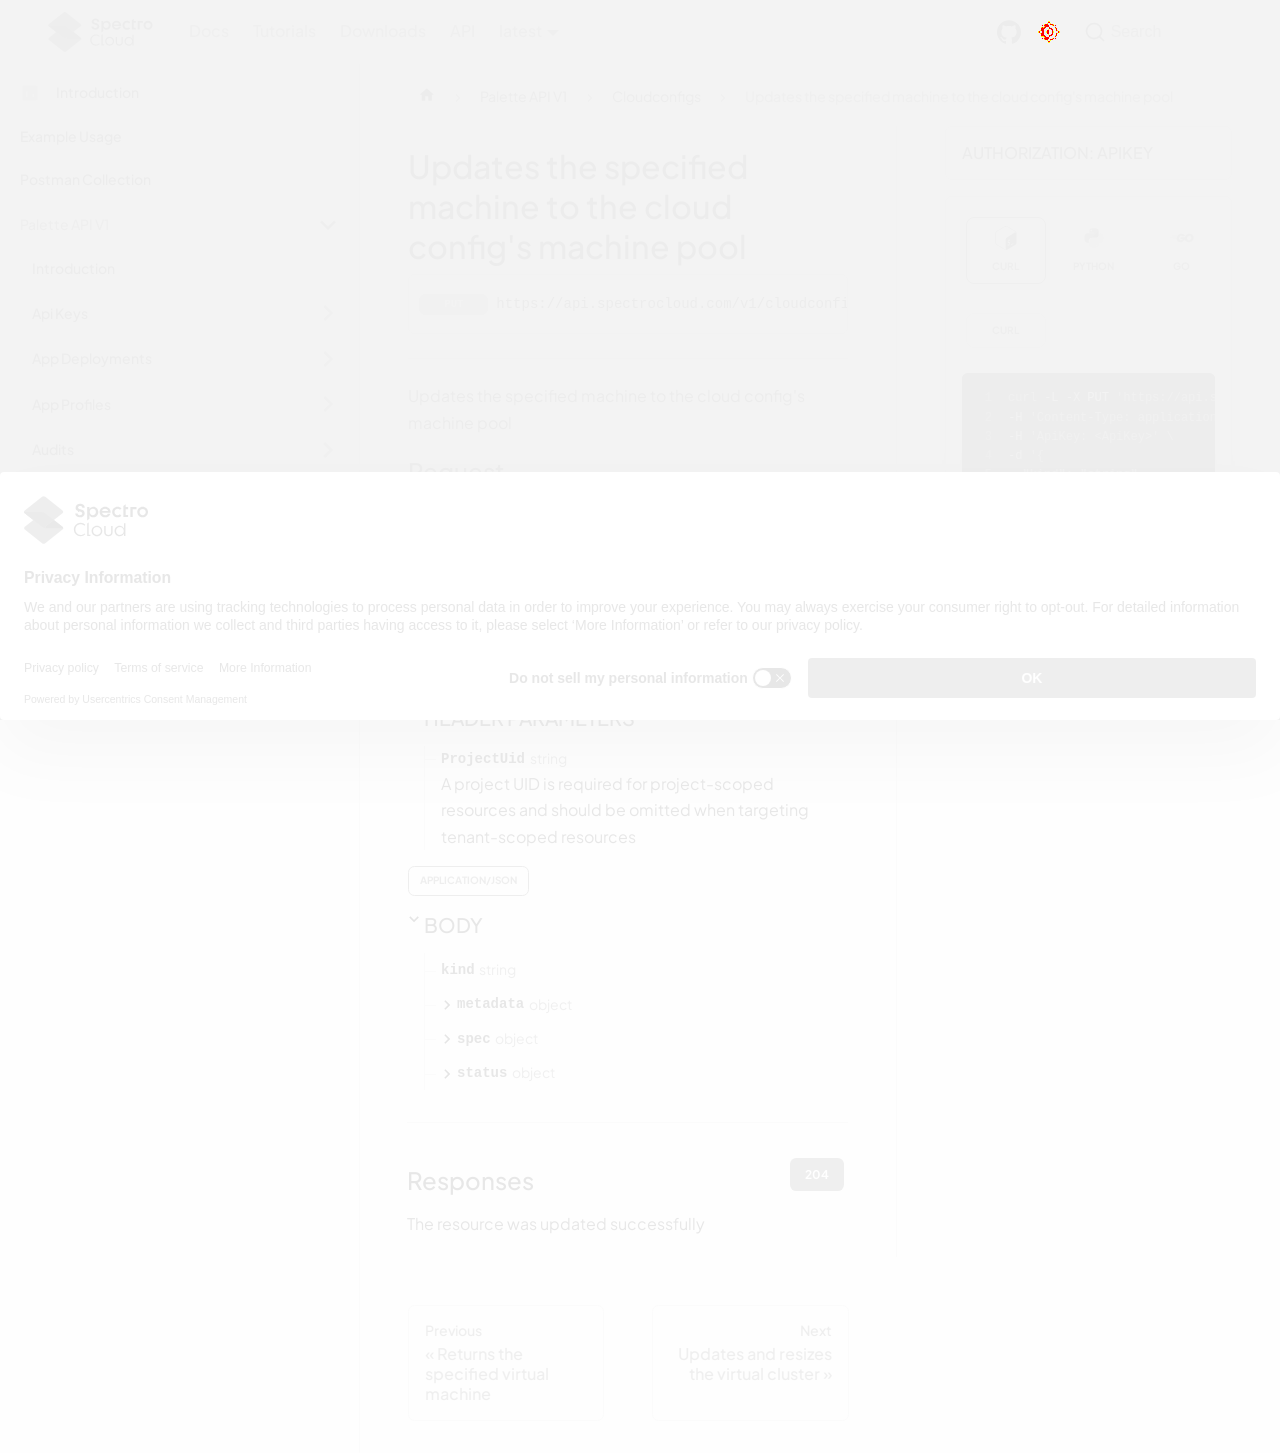 Spectro
Cloud
Docs Tutorials Downloads API latest
Search
Introduction
Example Usage
Postman Collection
Palette API V1
Introduction
Api Keys
App Deployments
App Profiles
Audits
Palette API V1
Cloudconfigs
Updates the specified machine to the cloud config's machine pool
Updates the specified
machine to the cloud
config's machine pool
https://api.spectrocloud.com/v1/cloudconfi
Updates the specified machine to the cloud config's
machine pool
Request
AUTHORIZATION: APIKEY
CURL PYTHON GO
CURL
Spectro
Cloud
Privacy Information
We and our partners are using tracking technologies to process personal data in order to improve your experience. You may always exercise your consumer right to opt-out. For detailed information
about personal information we collect and third parties having access to it, please select 'More Information' or refer to our privacy policy.
Privacy policy Terms of service More Information
Powered by Usercentrics Consent Management
Do not sell my personal information
OK
HEADER PARAMETERS
ProjectUid string
A project UID is required for project-scoped
resources and should be omitted when targeting
tenant-scoped resources
APPLICATION/JSON
BODY
kind string
metadata object
spec object
status object
Responses
204
The resource was updated successfully
Previous
« Returns the
specified virtual
machine
Next
Updates and resizes
the virtual cluster »